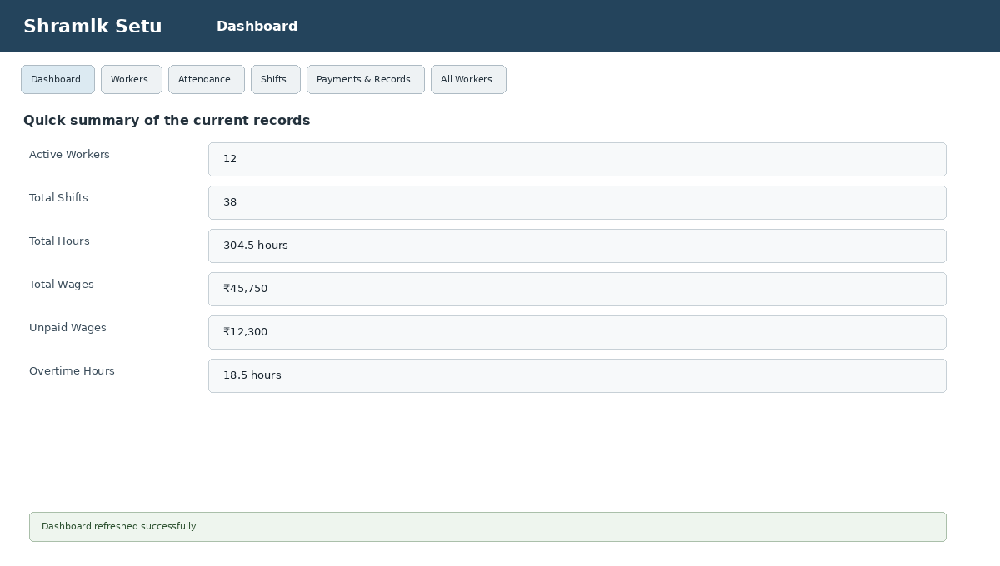 Shramik Setu Dashboard
Dashboard Workers Attendance Shifts Payments & Records All Workers
Quick summary of the current records
Active Workers 12
Total Shifts 38
Total Hours 304.5 hours
Total Wages ₹45,750
Unpaid Wages ₹12,300
Overtime Hours 18.5 hours
Dashboard refreshed successfully.